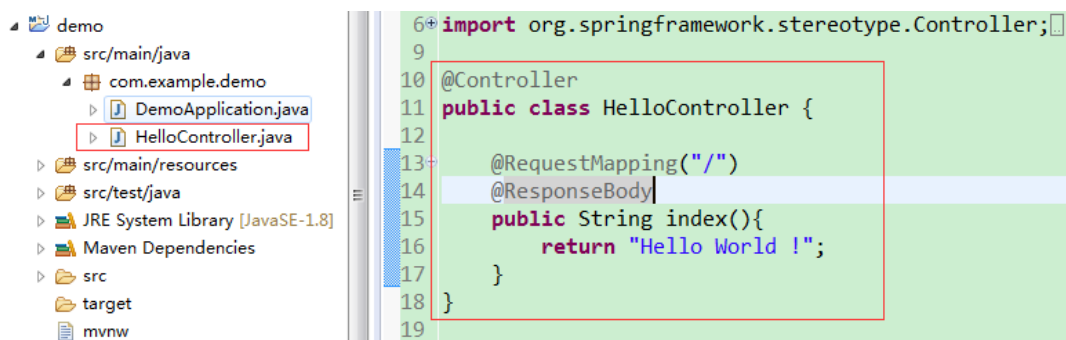 demo
src/main/java
com.example.demo
DemoApplication.java
HelloController.java
src/main/resources
src/test/java
JRE System Library [JavaSE-1.8]
Maven Dependencies
src
target
mvnw
6 import org.springframework.stereotype.Controller;
9
10 @Controller
11 public class HelloController {
12
13 @RequestMapping("/")
14 @ResponseBody
15 public String index(){
16 return "Hello World !";
17 }
18 }
19